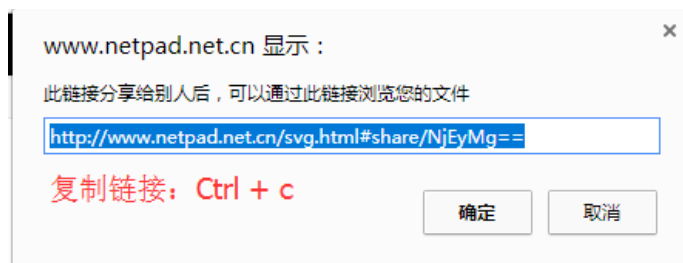 www.netpad.net.cn 显示：
此链接分享给别人后，可以通过此链接浏览您的文件
http://www.netpad.net.cn/svg.html#share/NjEyMg==
复制链接：Ctrl + c
确定 取消